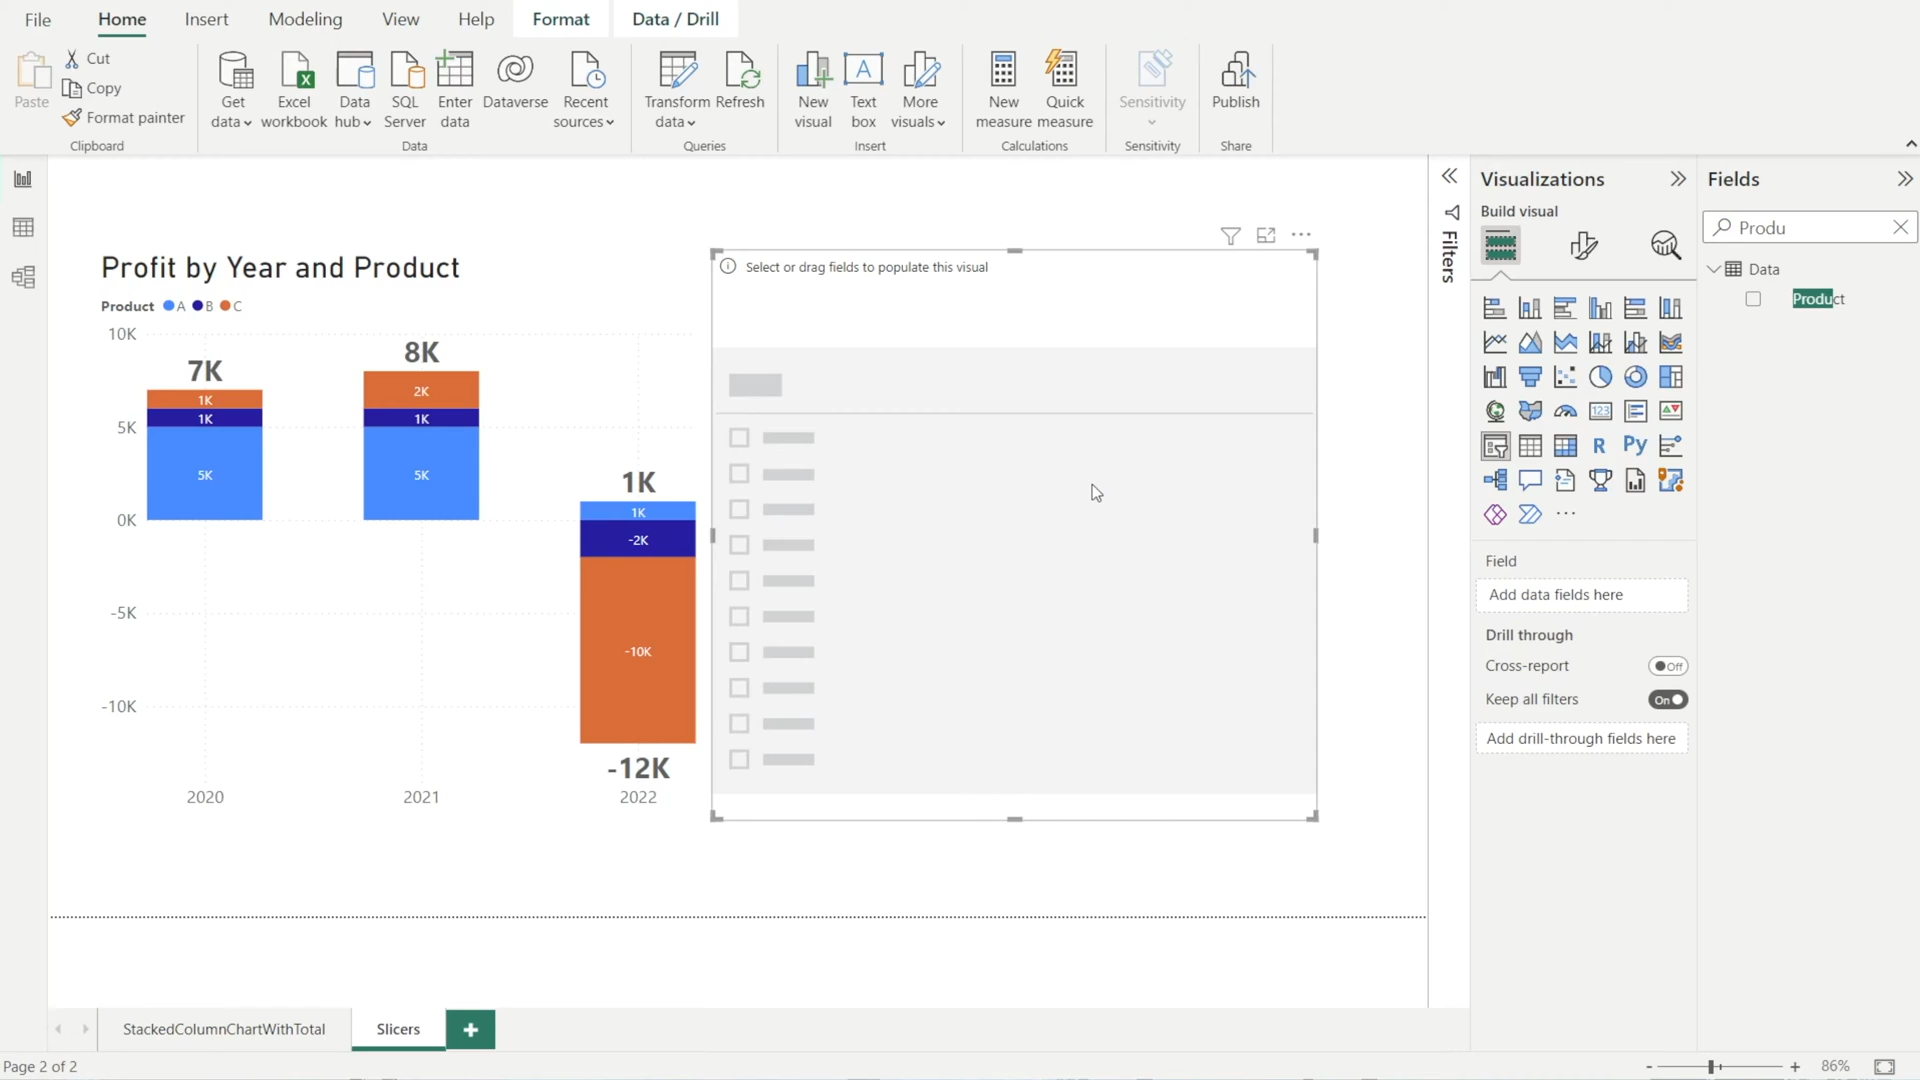 File Home Insert Modeling View Help Format Data / Drill
Paste
Cut
Copy
Format painter
Clipboard
Get data
Excel workbook
Data hub
SQL Server
Enter data
Dataverse
Recent sources
Data
Transform data
Refresh
Queries
New visual
A
Text box
More visuals
Insert
New measure
Quick measure
Calculations
Sensitivity
Sensitivity
Publish
Share
Profit by Year and Product
Product A B C
10K
5K
0K
-5K
-10K
7K
1K
1K
5K
8K
2K
1K
5K
1K
1K
-2K
-10K
-12K
2020 2021 2022
Select or drag fields to populate this visual
Filters
Visualizations
Build visual
123
R Py
Field
Add data fields here
Drill through
Cross-report Off
Keep all filters On
Add drill-through fields here
Fields
Produ
Data
Product
StackedColumnChartWithTotal Slicers +
Page 2 of 2
- + 86%